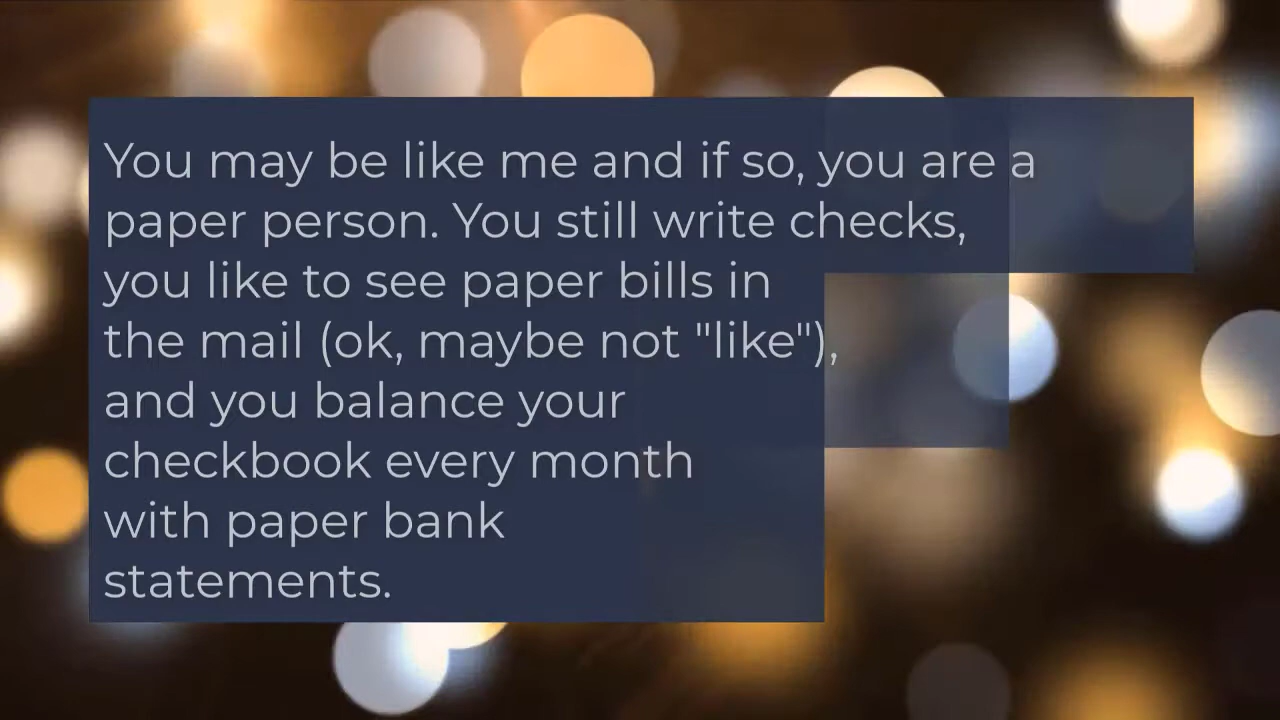 You may be like me and if so, you are a
paper person. You still write checks,
you like to see paper bills in
the mail (ok, maybe not "like"),
and you balance your
checkbook every month
with paper bank
statements.